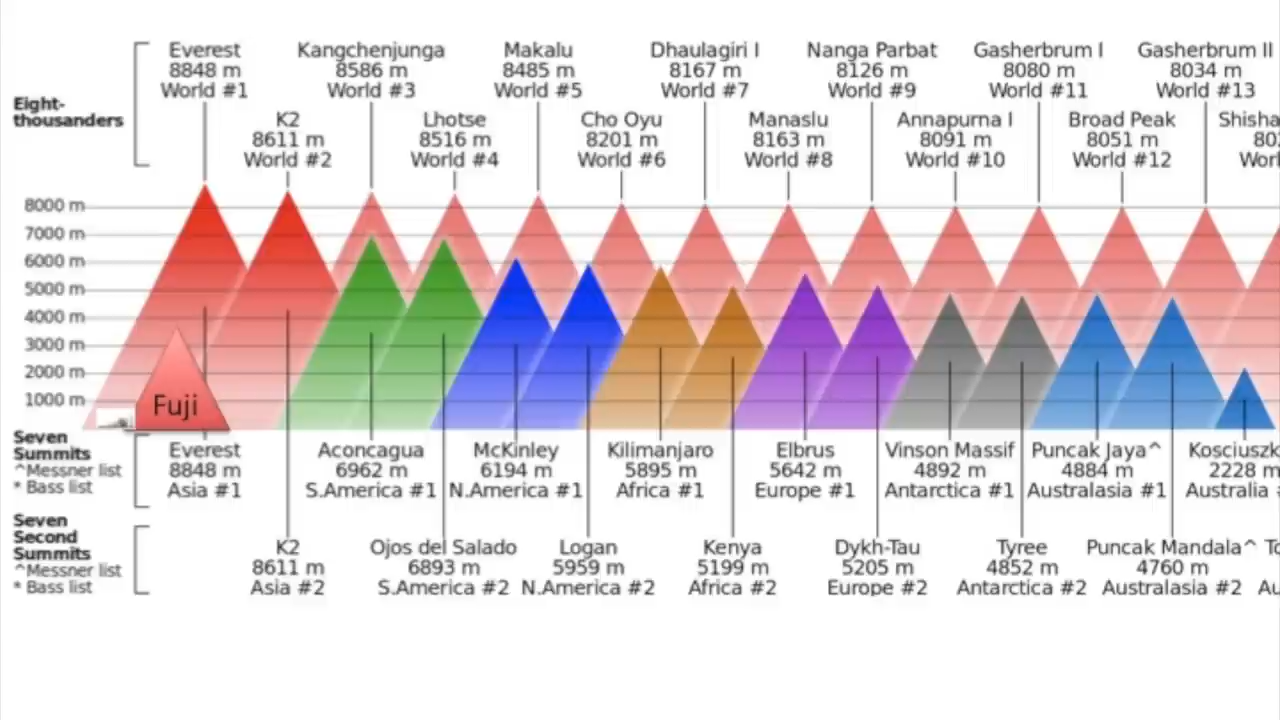 Everest
8848 m
World #1
Kangchenjunga
8586 m
World #3
Makalu
8485 m
World #5
Dhaulagiri I
8167 m
World #7
Nanga Parbat
8126 m
World #9
Gasherbrum I
8080 m
World #11
Gasherbrum II
8034 m
World #13
Eight-
thousanders
K2
8611 m
World #2
Lhotse
8516 m
World #4
Cho Oyu
8201 m
World #6
Manaslu
8163 m
World #8
Annapurna I
8091 m
World #10
Broad Peak
8051 m
World #12
Shisha
80
Worl
8000 m
7000 m
6000 m
5000 m
4000 m
3000 m
2000 m
1000 m
Fuji
Seven
Summits
^Messner list
* Bass list
Everest
8848 m
Asia #1
Aconcagua
6962 m
S.America #1
McKinley
6194 m
N.America #1
Kilimanjaro
5895 m
Africa #1
Elbrus
5642 m
Europe #1
Vinson Massif
4892 m
Antarctica #1
Puncak Jaya^
4884 m
Australasia #1
Kosciuszk
2228 m
Australia
Seven
Second
Summits
^Messner list
* Bass list
K2
8611 m
Asia #2
Ojos del Salado
6893 m
S.America #2
Logan
5959 m
N.America #2
Kenya
5199 m
Africa #2
Dykh-Tau
5205 m
Europe #2
Tyree
4852 m
Antarctica #2
Puncak Mandala^
4760 m
Australasia #2
To
Au